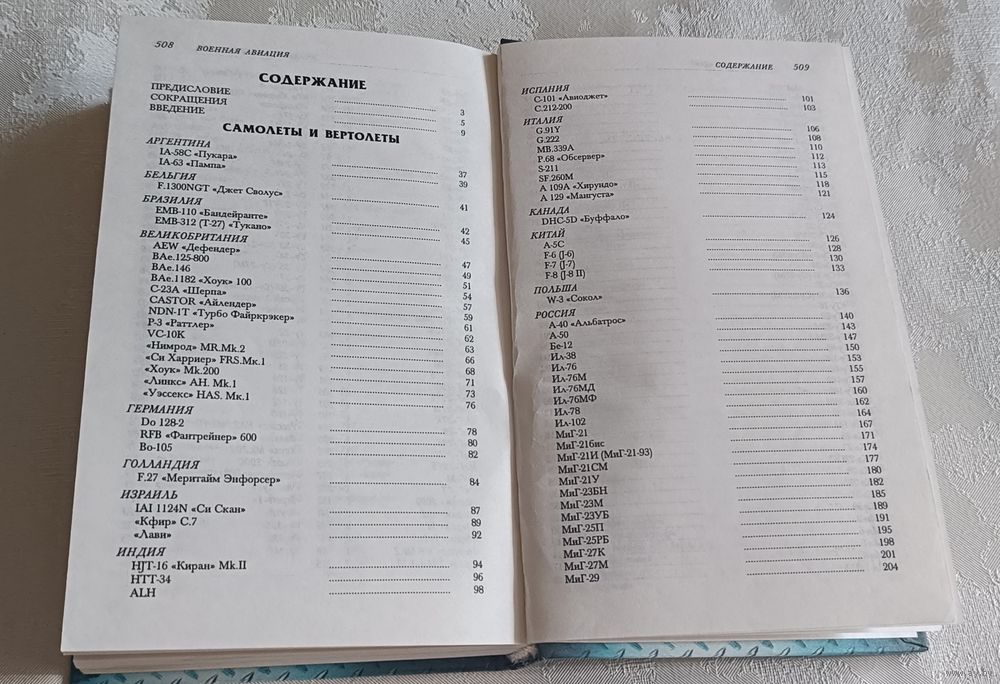 508 ВОЕННАЯ АВИАЦИЯ
СОДЕРЖАНИЕ
ПРЕДИСЛОВИЕ 3
СОКРАЩЕНИЯ 5
ВВЕДЕНИЕ 9
САМОЛЕТЫ И ВЕРТОЛЕТЫ
АРГЕНТИНА
IA-58C «Пукара» 37
IA-63 «Пампа» 39
БЕЛЬГИЯ
F.1300NGT «Джет Сволус» 41
БРАЗИЛИЯ
EMB-110 «Бандейранте» 42
EMB-312 (T-27) «Тукано» 45
ВЕЛИКОБРИТАНИЯ
AEW «Дефендер» 47
BAe.125-800 49
BAe.146 51
BAe.1182 «Хоук» 100 54
C-23A «Шерпа» 57
CASTOR «Айлендер» 59
NDN-1T «Турбо Файркрэкер» 61
P-3 «Раттлер» 62
VC-10K 63
«Нимрод» MR.Mk.2 66
«Си Харриер» FRS.Mk.1 68
«Хоук» Mk.200 71
«Линкс» AH. Mk.1 73
«Уэссекс» HAS. Mk.1 76
ГЕРМАНИЯ
Do 128-2 78
RFB «Фантрейнер» 600 80
Bo-105 82
ГОЛЛАНДИЯ
F.27 «Меритайм Энфорсер» 84
ИЗРАИЛЬ
IAI 1124N «Си Скан» 87
«Кфир» C.7 89
«Лави» 92
ИНДИЯ
HJT-16 «Киран» Mk.II 94
HTT-34 96
ALH 98
СОДЕРЖАНИЕ 509
ИСПАНИЯ
C-101 «Авиоджет» 101
C.212-200 103
ИТАЛИЯ
G.91Y 106
G.222 108
MB.339A 110
P.68 «Обсервер» 112
S-211 113
SF.260M 115
A 109A «Хирундо» 118
A 129 «Мангуста» 121
КАНАДА
DHC-5D «Буффало» 124
КИТАЙ
A-5C 126
F-6 (J-6) 128
F-7 (J-7) 130
F-8 (J-8 II) 133
ПОЛЬША
W-3 «Сокол» 136
РОССИЯ
А-40 «Альбатрос» 140
А-50 143
Бе-12 147
Ил-38 150
Ил-76 153
Ил-76М 155
Ил-76МД 157
Ил-76МФ 160
Ил-78 162
Ил-102 164
МиГ-21 167
МиГ-21бис 171
МиГ-21И (МиГ-21-93) 174
МиГ-21СМ 177
МиГ-21У 180
МиГ-23БН 182
МиГ-23М 185
МиГ-23УБ 189
МиГ-25П 191
МиГ-25РБ 195
МиГ-27К 198
МиГ-27М 201
МиГ-29 204